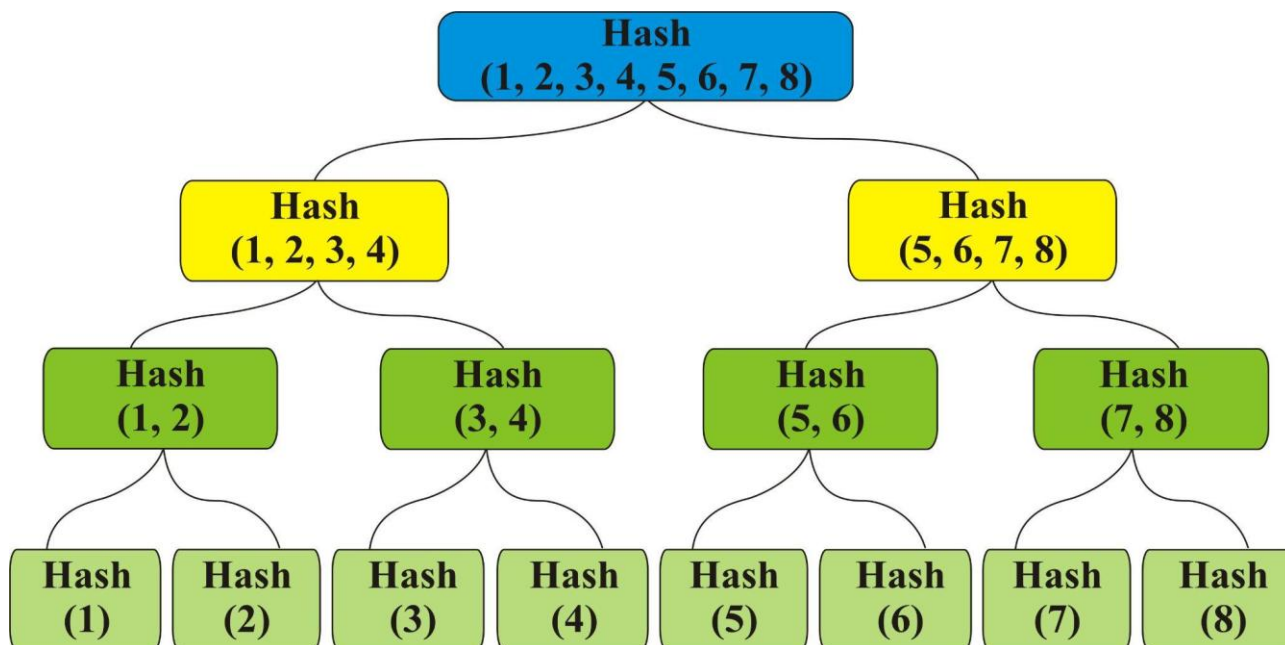 Hash
(1, 2, 3, 4, 5, 6, 7, 8)
Hash
(1, 2, 3, 4)
Hash
(5, 6, 7, 8)
Hash
(1, 2)
Hash
(3, 4)
Hash
(5, 6)
Hash
(7, 8)
Hash
(1)
Hash
(2)
Hash
(3)
Hash
(4)
Hash
(5)
Hash
(6)
Hash
(7)
Hash
(8)